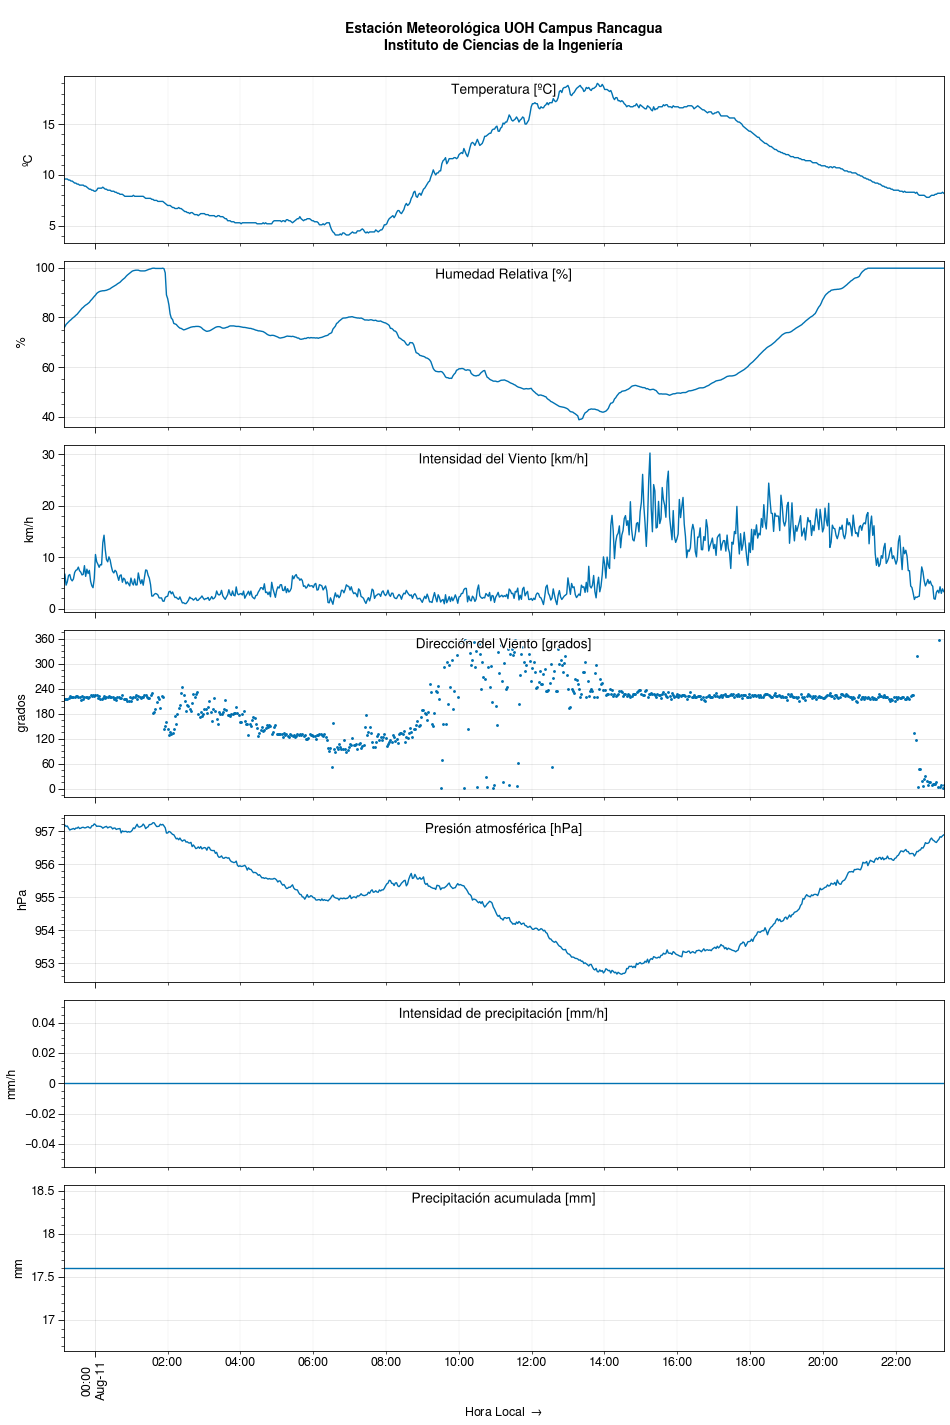 Estación Meteorológica UOH Campus Rancagua
Instituto de Ciencias de la Ingeniería
Temperatura [ºC]
ºC
15
10
5
Humedad Relativa [%]
%
100
80
60
40
Intensidad del Viento [km/h]
km/h
30
20
10
0
Dirección del Viento [grados]
grados
360
300
240
180
120
60
0
Presión atmosférica [hPa]
hPa
957
956
955
954
953
Intensidad de precipitación [mm/h]
mm/h
0.04
0.02
0
−0.02
−0.04
Precipitación acumulada [mm]
mm
18.5
18
17.5
17
00:00 02:00 04:00 06:00 08:00 10:00 12:00 14:00 16:00 18:00 20:00 22:00
Aug-11
Hora Local →